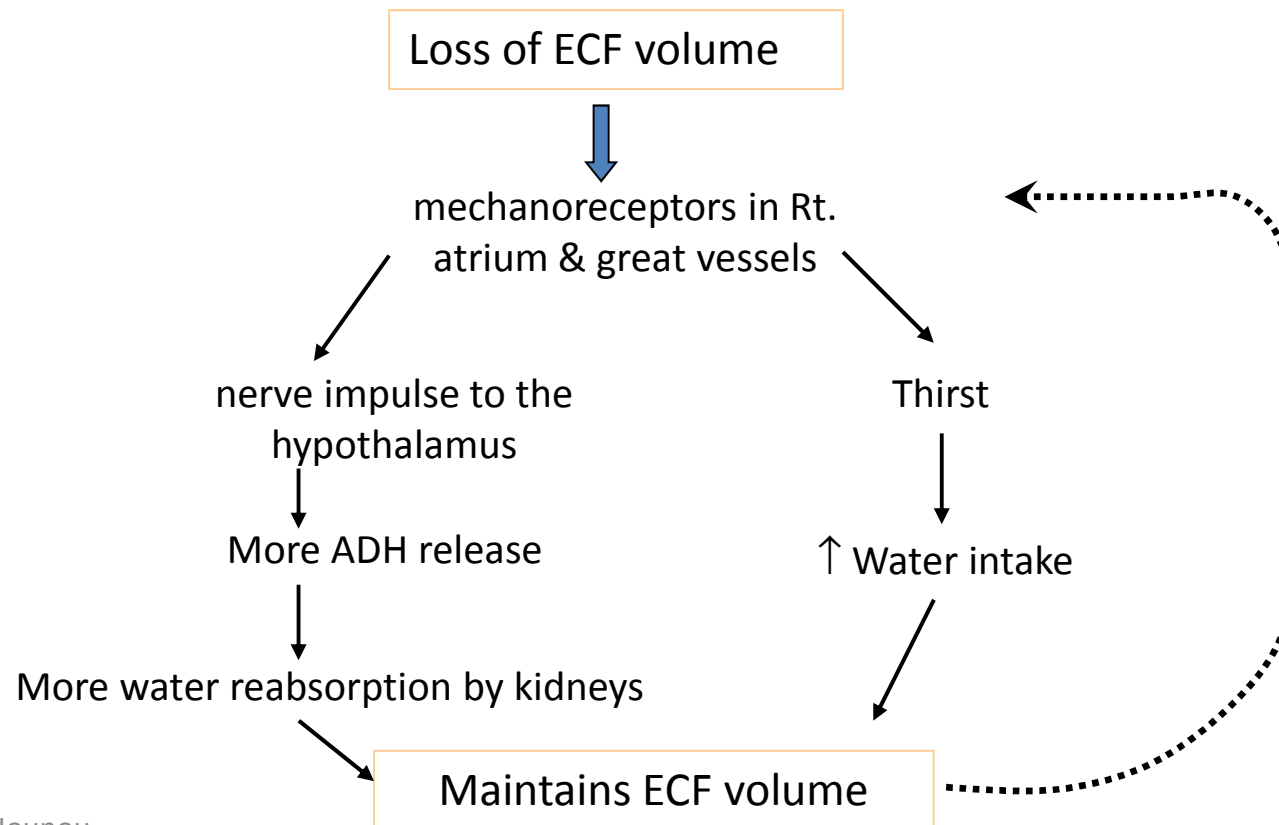 Loss of ECF volume
mechanoreceptors in Rt.
atrium & great vessels
nerve impulse to the
hypothalamus
Thirst
More ADH release
↑ Water intake
More water reabsorption by kidneys
Maintains ECF volume